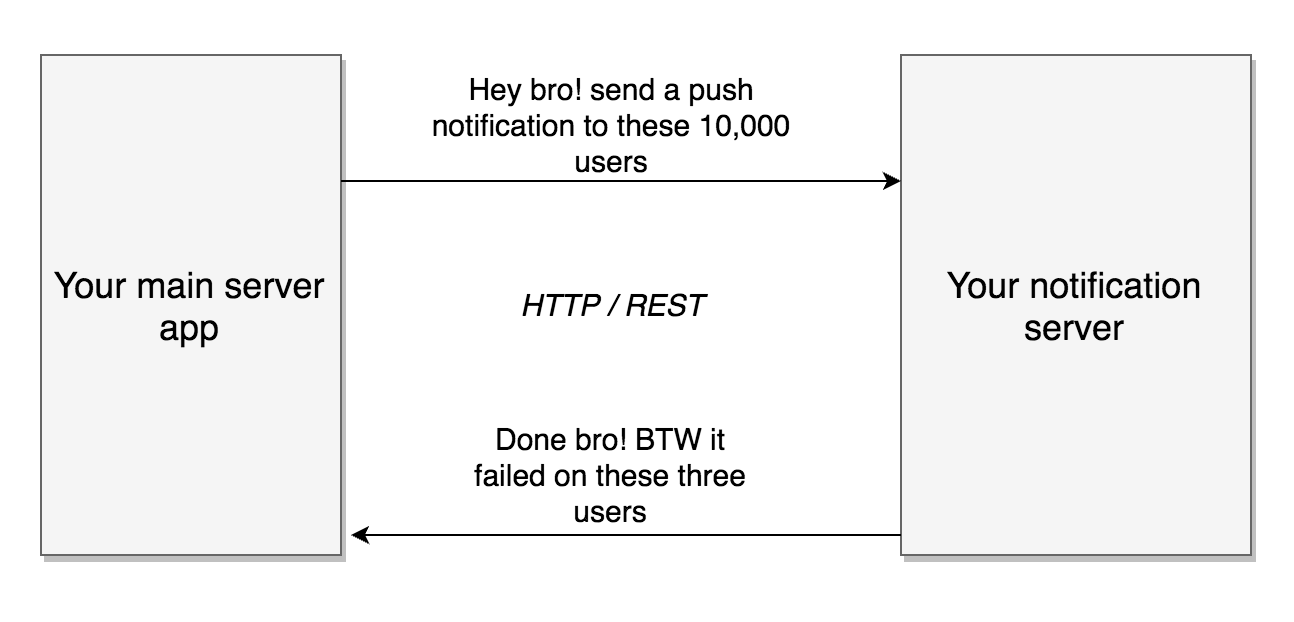 Hey bro! send a push
notification to these 10,000
users
Your main server
app
HTTP / REST
Your notification
server
Done bro! BTW it
failed on these three
users